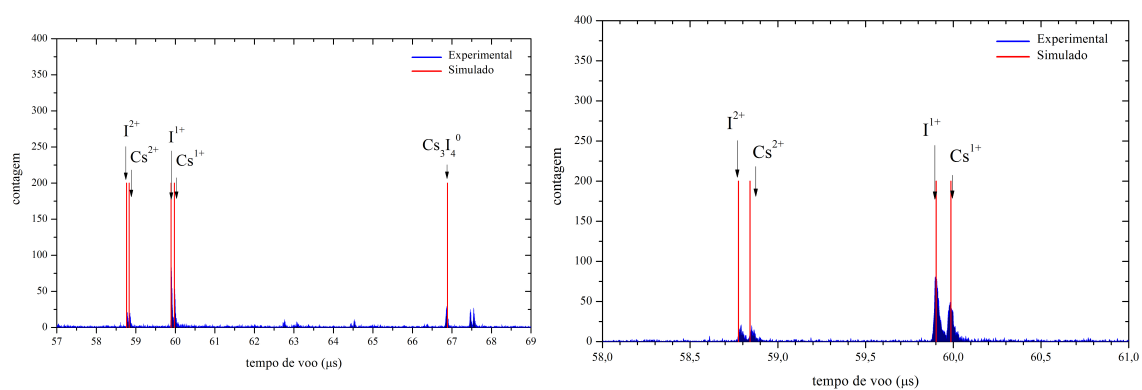 400
350
300
250
200
150
100
50
0
contagem
Experimental
Simulado
I2+
Cs2+
I1+
Cs1+
Cs3I40
57 58 59 60 61 62 63 64 65 66 67 68 69
tempo de voo (μs)
400
350
300
250
200
150
100
50
0
contagem
Experimental
Simulado
I2+
Cs2+
I1+
Cs1+
58,0 58,5 59,0 59,5 60,0 60,5 61,0
tempo de voo (μs)